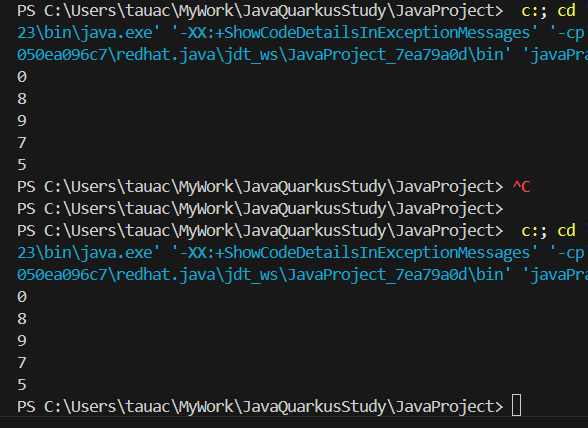 PS C:\Users\tauac\MyWork\JavaQuarkusStudy\JavaProject>  c:; cd '
23\bin\java.exe' '-XX:+ShowCodeDetailsInExceptionMessages' '-cp
050ea096c7\redhat.java\jdt_ws\JavaProject_7ea79a0d\bin' 'javaPra
0
8
9
7
5
PS C:\Users\tauac\MyWork\JavaQuarkusStudy\JavaProject> ^C
PS C:\Users\tauac\MyWork\JavaQuarkusStudy\JavaProject>
PS C:\Users\tauac\MyWork\JavaQuarkusStudy\JavaProject>  c:; cd
23\bin\java.exe' '-XX:+ShowCodeDetailsInExceptionMessages' '-cp
050ea096c7\redhat.java\jdt_ws\JavaProject_7ea79a0d\bin' 'javaPra
0
8
9
7
5
PS C:\Users\tauac\MyWork\JavaQuarkusStudy\JavaProject>